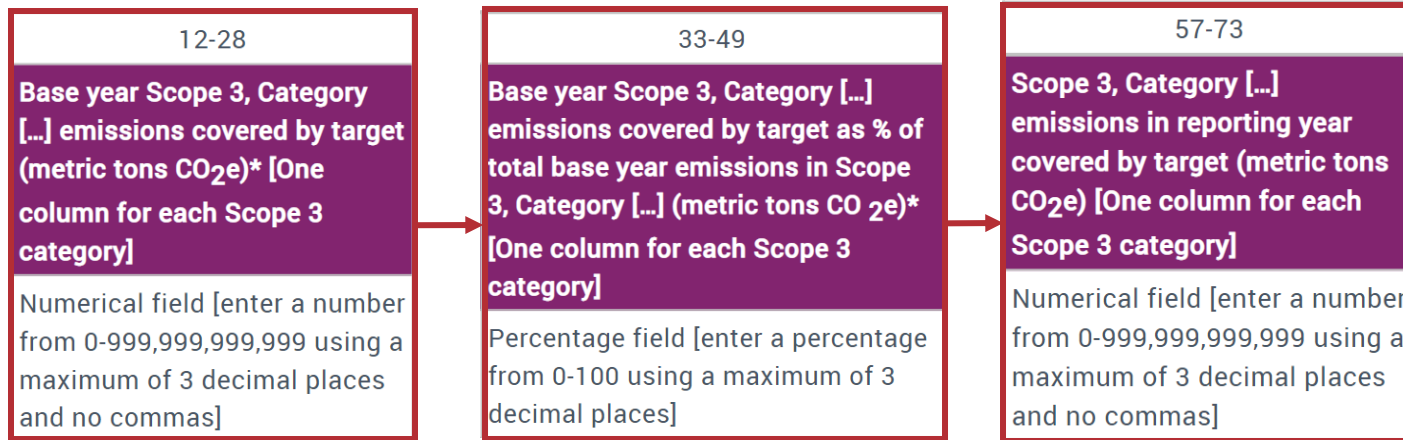 12-28
Base year Scope 3, Category
[...] emissions covered by target
(metric tons CO2e)* [One
column for each Scope 3
category]
Numerical field [enter a number
from 0-999,999,999,999 using a
maximum of 3 decimal places
and no commas]
33-49
Base year Scope 3, Category [...]
emissions covered by target as % of
total base year emissions in Scope
3, Category [...] (metric tons CO 2e)*
[One column for each Scope 3
category]
Percentage field [enter a percentage
from 0-100 using a maximum of 3
decimal places]
57-73
Scope 3, Category [...]
emissions in reporting year
covered by target (metric tons
CO2e) [One column for each
Scope 3 category]
Numerical field [enter a number
from 0-999,999,999,999 using a
maximum of 3 decimal places
and no commas]